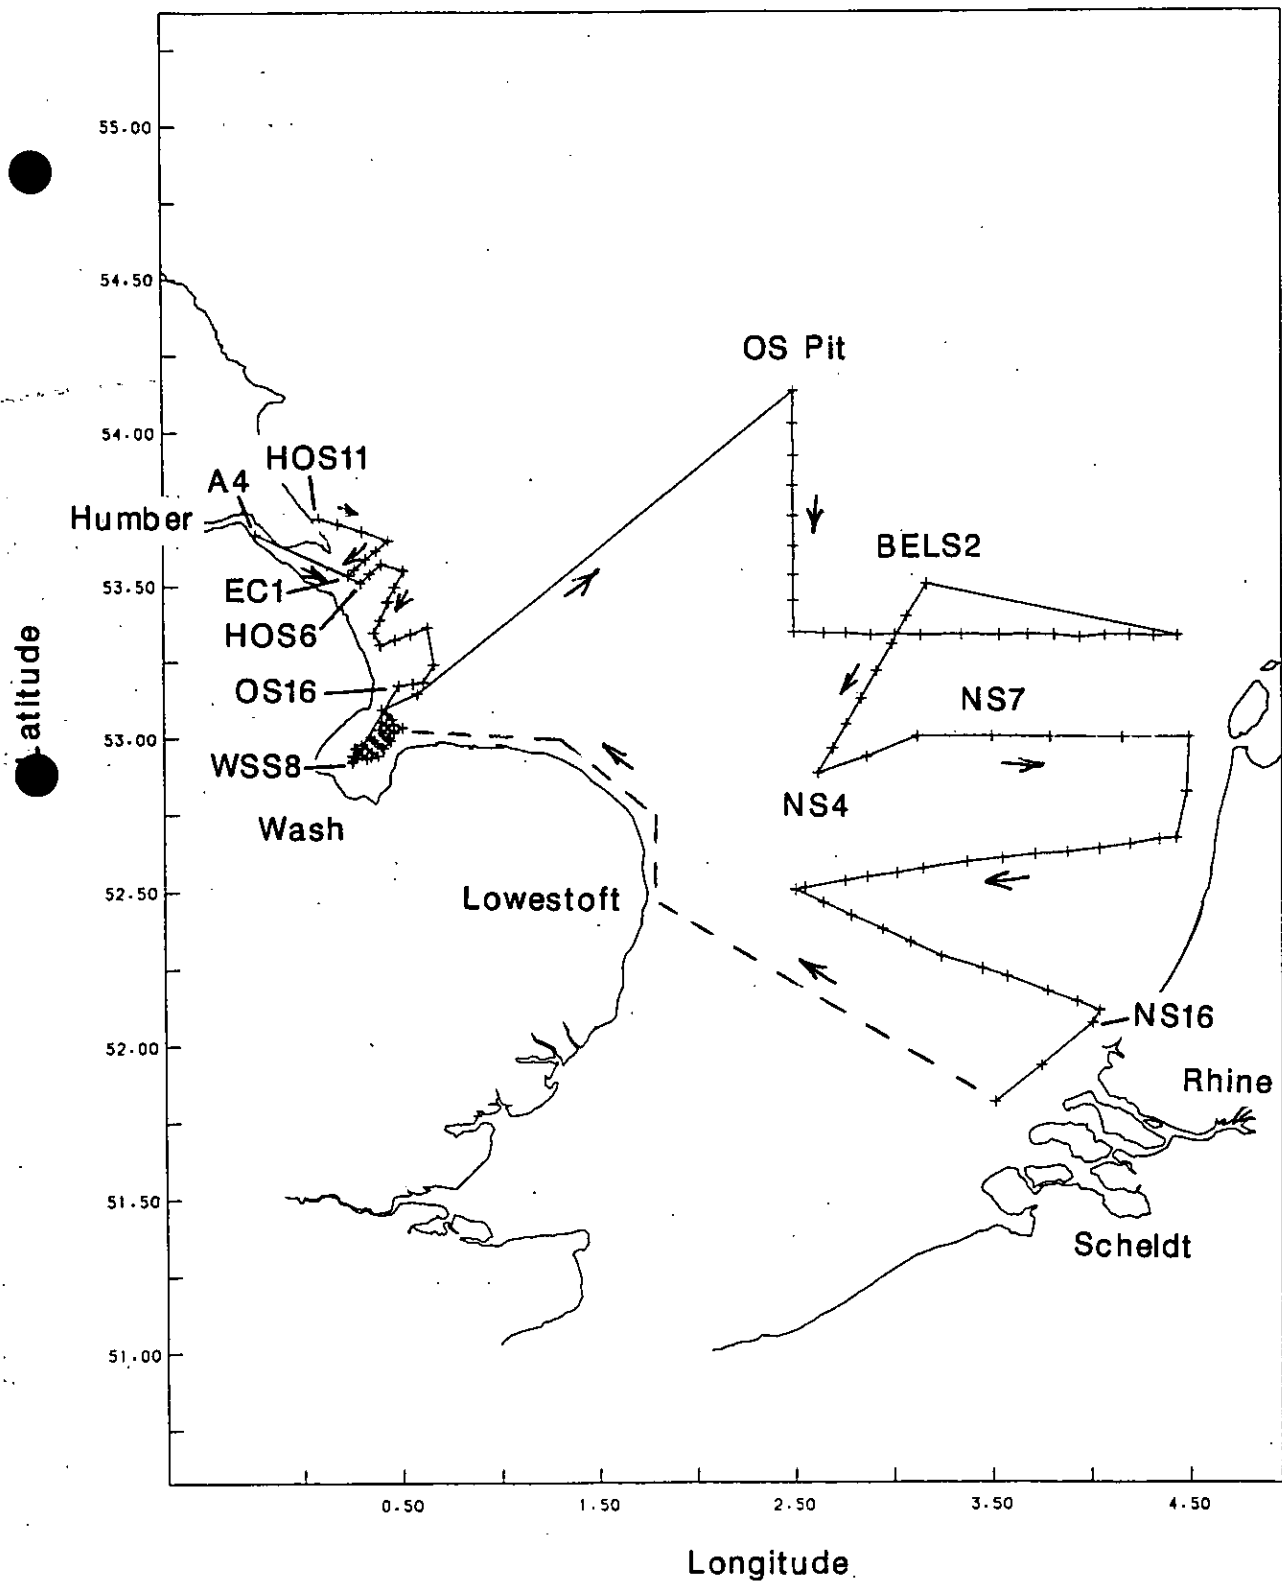 55.00
54.50
OS Pit
54.00
HOS11
A4
Humber
BELS2
53.50
EC1
HOS6
OS16
NS7
53.00
WSS8
NS4
Wash
52.50
Lowestoft
NS16
52.00
Rhine
51.50
Scheldt
51.00
0.50 1.50 2.50 3.50 4.50
Longitude
Latitude